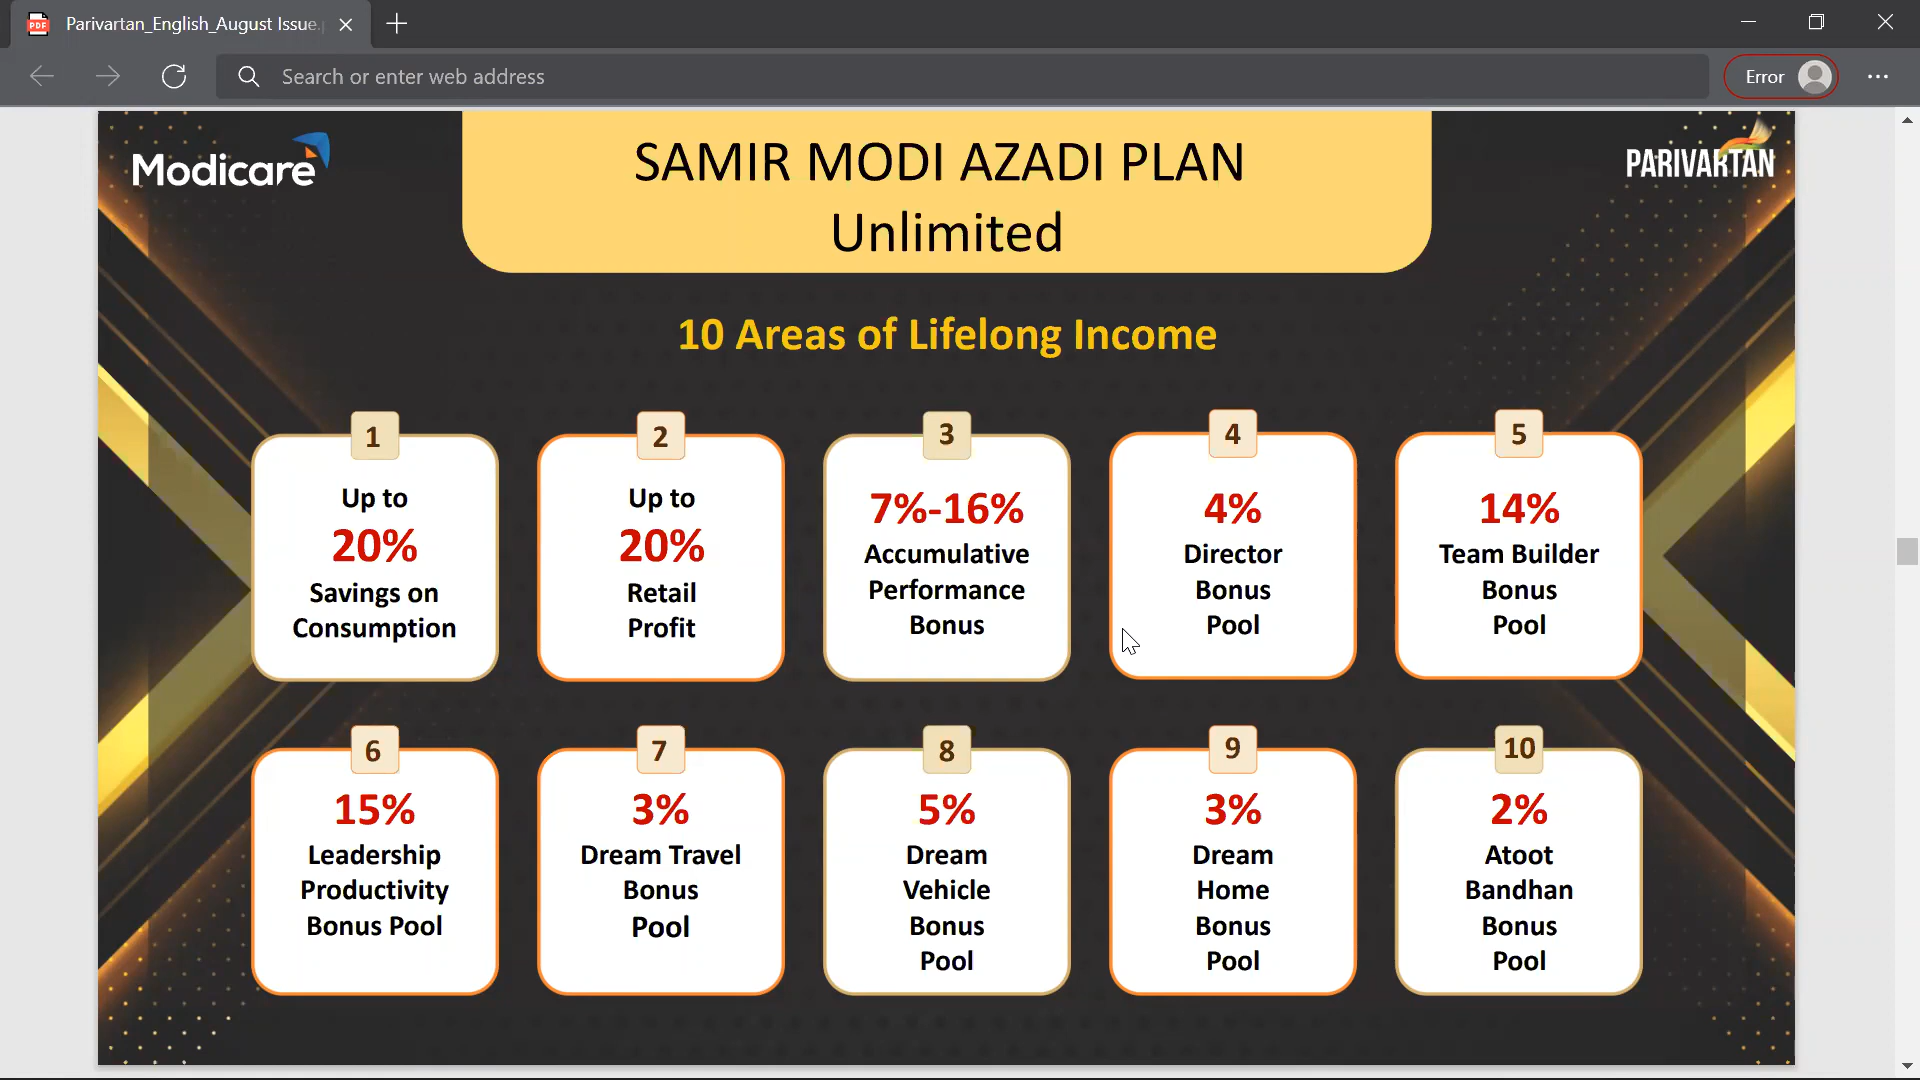 Parivartan_English_August Issue.
Search or enter web address
Error
Modicare
SAMIR MODI AZADI PLAN
Unlimited
PARIVARTAN
10 Areas of Lifelong Income
1
Up to
20%
Savings on
Consumption
2
Up to
20%
Retail
Profit
3
7%-16%
Accumulative
Performance
Bonus
4
4%
Director
Bonus
Pool
5
14%
Team Builder
Bonus
Pool
6
15%
Leadership
Productivity
Bonus Pool
7
3%
Dream Travel
Bonus
Pool
8
5%
Dream
Vehicle
Bonus
Pool
9
3%
Dream
Home
Bonus
Pool
10
2%
Atoot
Bandhan
Bonus
Pool